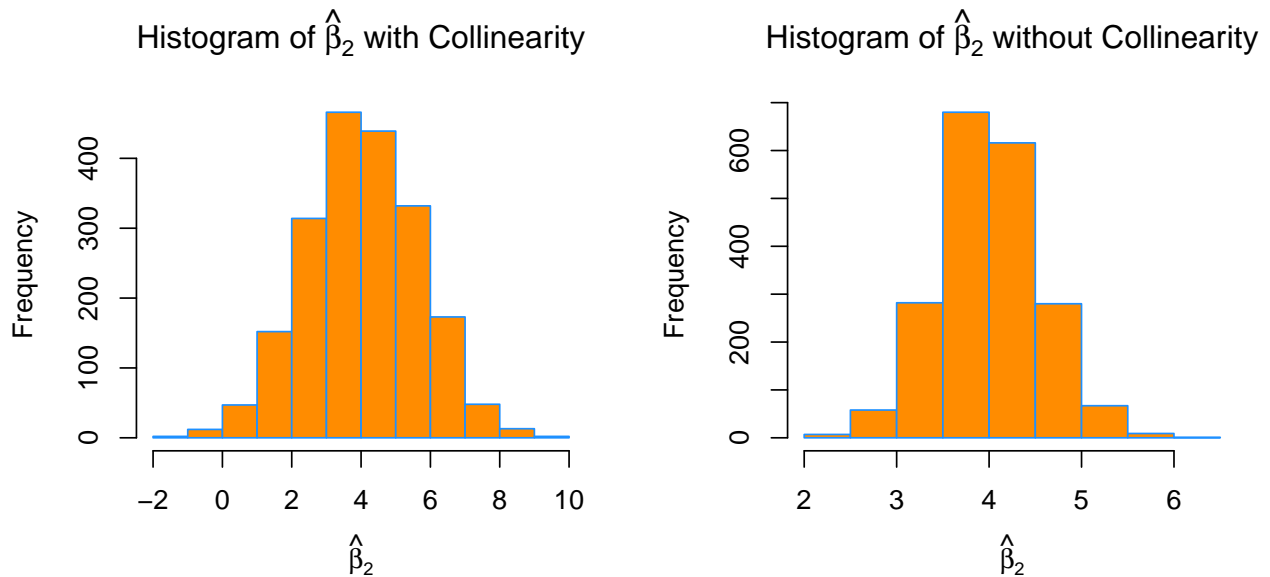 Histogram of β̂₂ with Collinearity
Frequency
0 100 200 300 400
−2 0 2 4 6 8 10
β̂₂
Histogram of β̂₂ without Collinearity
Frequency
0 200 400 600
2 3 4 5 6
β̂₂